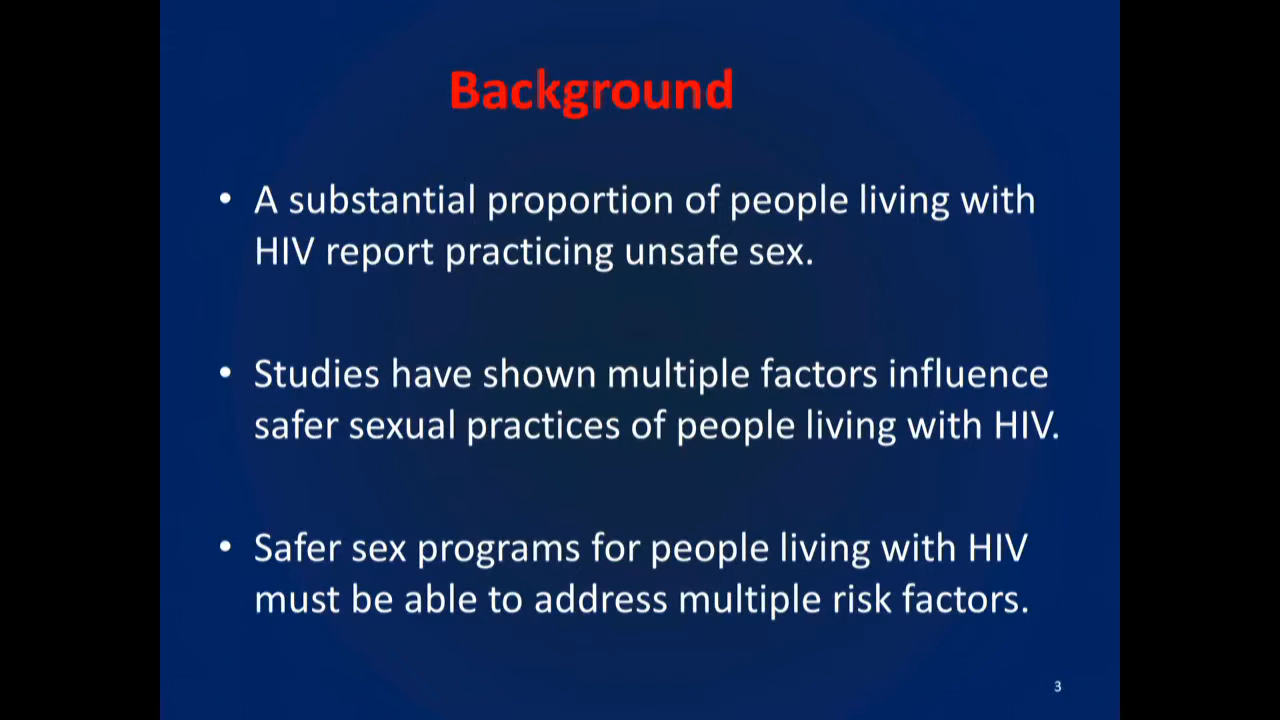 Background
• A substantial proportion of people living with
HIV report practicing unsafe sex.
• Studies have shown multiple factors influence
safer sexual practices of people living with HIV.
• Safer sex programs for people living with HIV
must be able to address multiple risk factors.
3